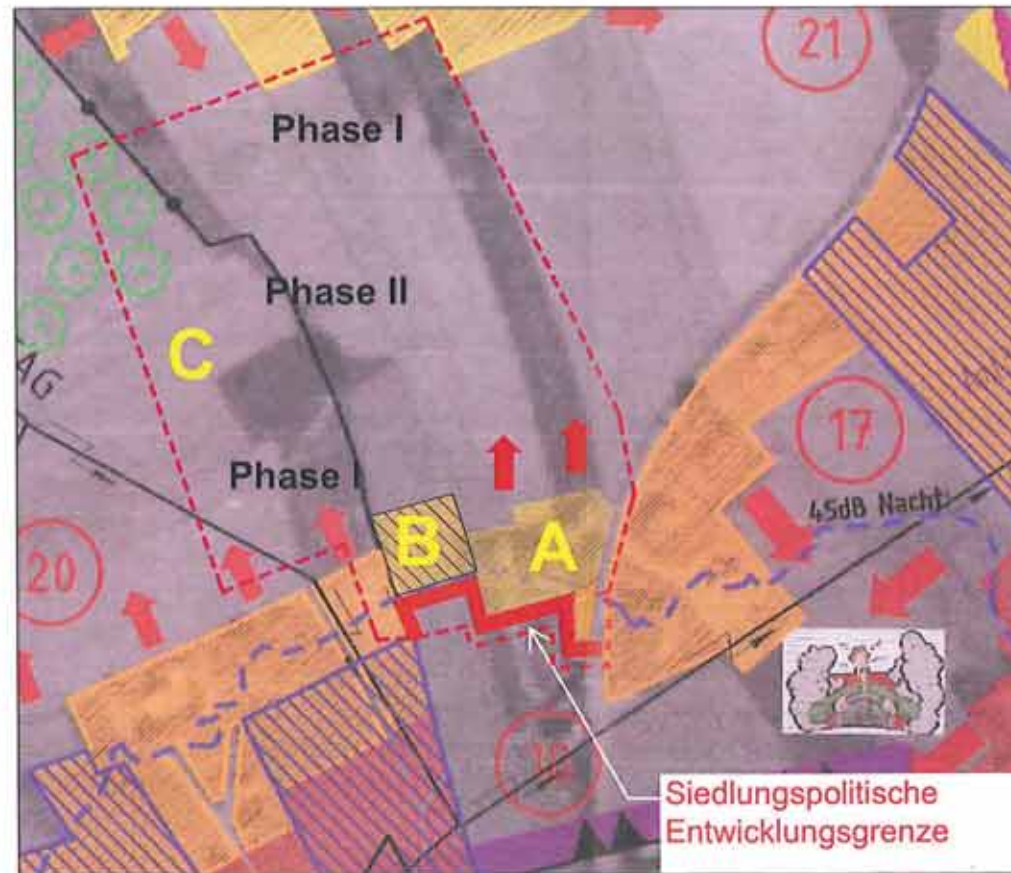 21
Phase I
Phase II
C
AG
17
Phase I
45dB Nacht
B
A
20
Siedlungspolitische
Entwicklungsgrenze